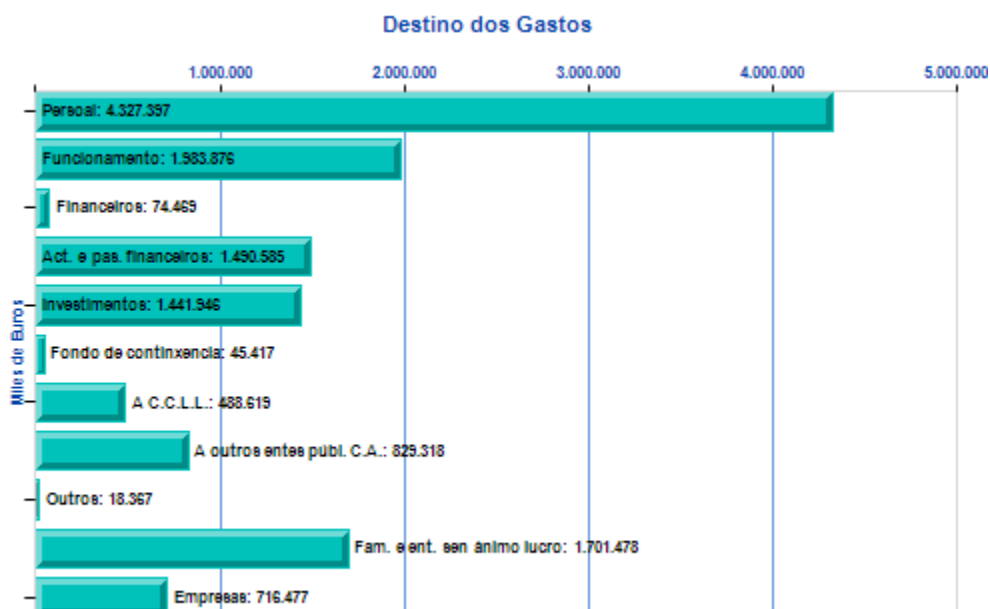 Destino dos Gastos
1.000.000 2.000.000 3.000.000 4.000.000 5.000.000
Miles de Euros
Persoal: 4.327.397
Funcionamento: 1.983.876
Financeiros: 74.469
Act. e pas. financeiros: 1.490.585
Investimentos: 1.441.946
Fondo de continxencia: 45.417
A C.C.L.L.: 488.619
A outros entes públ. C.A.: 829.318
Outros: 18.367
Fam. e ent. sen ánimo lucro: 1.701.478
Empresas: 716.477